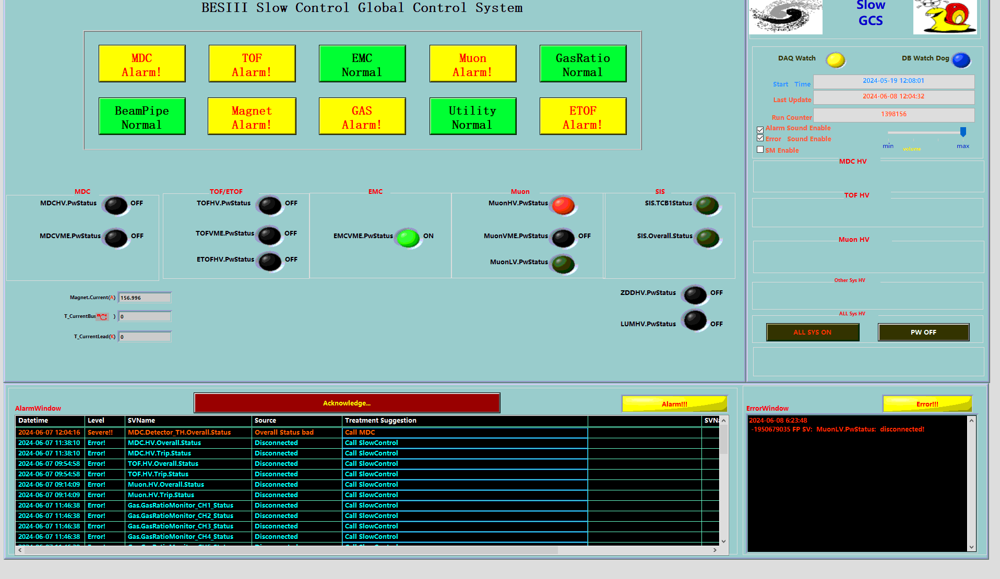 BESIII Slow Control Global Control System
Slow
GCS
MDC
Alarm!
TOF
Alarm!
EMC
Normal
Muon
Alarm!
GasRatio
Normal
BeamPipe
Normal
Magnet
Alarm!
GAS
Alarm!
Utility
Normal
ETOF
Alarm!
DAQ Watch
DB Watch Dog
Start Time 2024-05-19 12:08:01
Last Update 2024-06-08 12:04:32
Run Counter 1398156
Alarm Sound Enable
Error Sound Enable
SM Enable
min volume max
MDC HV
TOF HV
Muon HV
Other Sys HV
ALL Sys HV
ALL SYS ON PW OFF
MDC
MDCHV.PwStatus OFF
MDCVME.PwStatus OFF
TOF/ETOF
TOFHV.PwStatus OFF
TOFVME.PwStatus OFF
ETOFHV.PwStatus OFF
EMC
EMCVME.PwStatus ON
Muon
MuonHV.PwStatus
MuonVME.PwStatus OFF
MuonLV.PwStatus
SIS
SIS.TCB1Status
SIS.Overall.Status
ZDDHV.PwStatus OFF
LUMHV.PwStatus OFF
Magnet.Current(A) 156.996
T_CurrentBus ) 0
T_CurrentLead(K) 0
AlarmWindow
Acknowledge...
Alarm!!!
Datetime Level SVName Source Treatment Suggestion
2024-06-07 12:04:16 Severe!! MDC.Detector_TH.Overall.Status Overall Status bad Call MDC
2024-06-07 11:38:10 Error! MDC.HV.Overall.Status Disconnected Call SlowControl
2024-06-07 11:38:10 Error! MDC.HV.Trip.Status Disconnected Call SlowControl
2024-06-07 09:54:58 Error! TOF.HV.Overall.Status Disconnected Call SlowControl
2024-06-07 09:54:58 Error! TOF.HV.Trip.Status Disconnected Call SlowControl
2024-06-07 09:14:09 Error! Muon.HV.Overall.Status Disconnected Call SlowControl
2024-06-07 09:14:09 Error! Muon.HV.Trip.Status Disconnected Call SlowControl
2024-06-07 11:46:38 Error! Gas.GasRatioMonitor_CH1_Status Disconnected Call SlowControl
2024-06-07 11:46:38 Error! Gas.GasRatioMonitor_CH2_Status Disconnected Call SlowControl
2024-06-07 11:46:38 Error! Gas.GasRatioMonitor_CH3_Status Disconnected Call SlowControl
2024-06-07 11:46:38 Error! Gas.GasRatioMonitor_CH4_Status Disconnected Call SlowControl
ErrorWindow
Error!!!
2024-06-08 6:23:48
-1950679035 FP SV: MuonLV.PwStatus: disconnected!